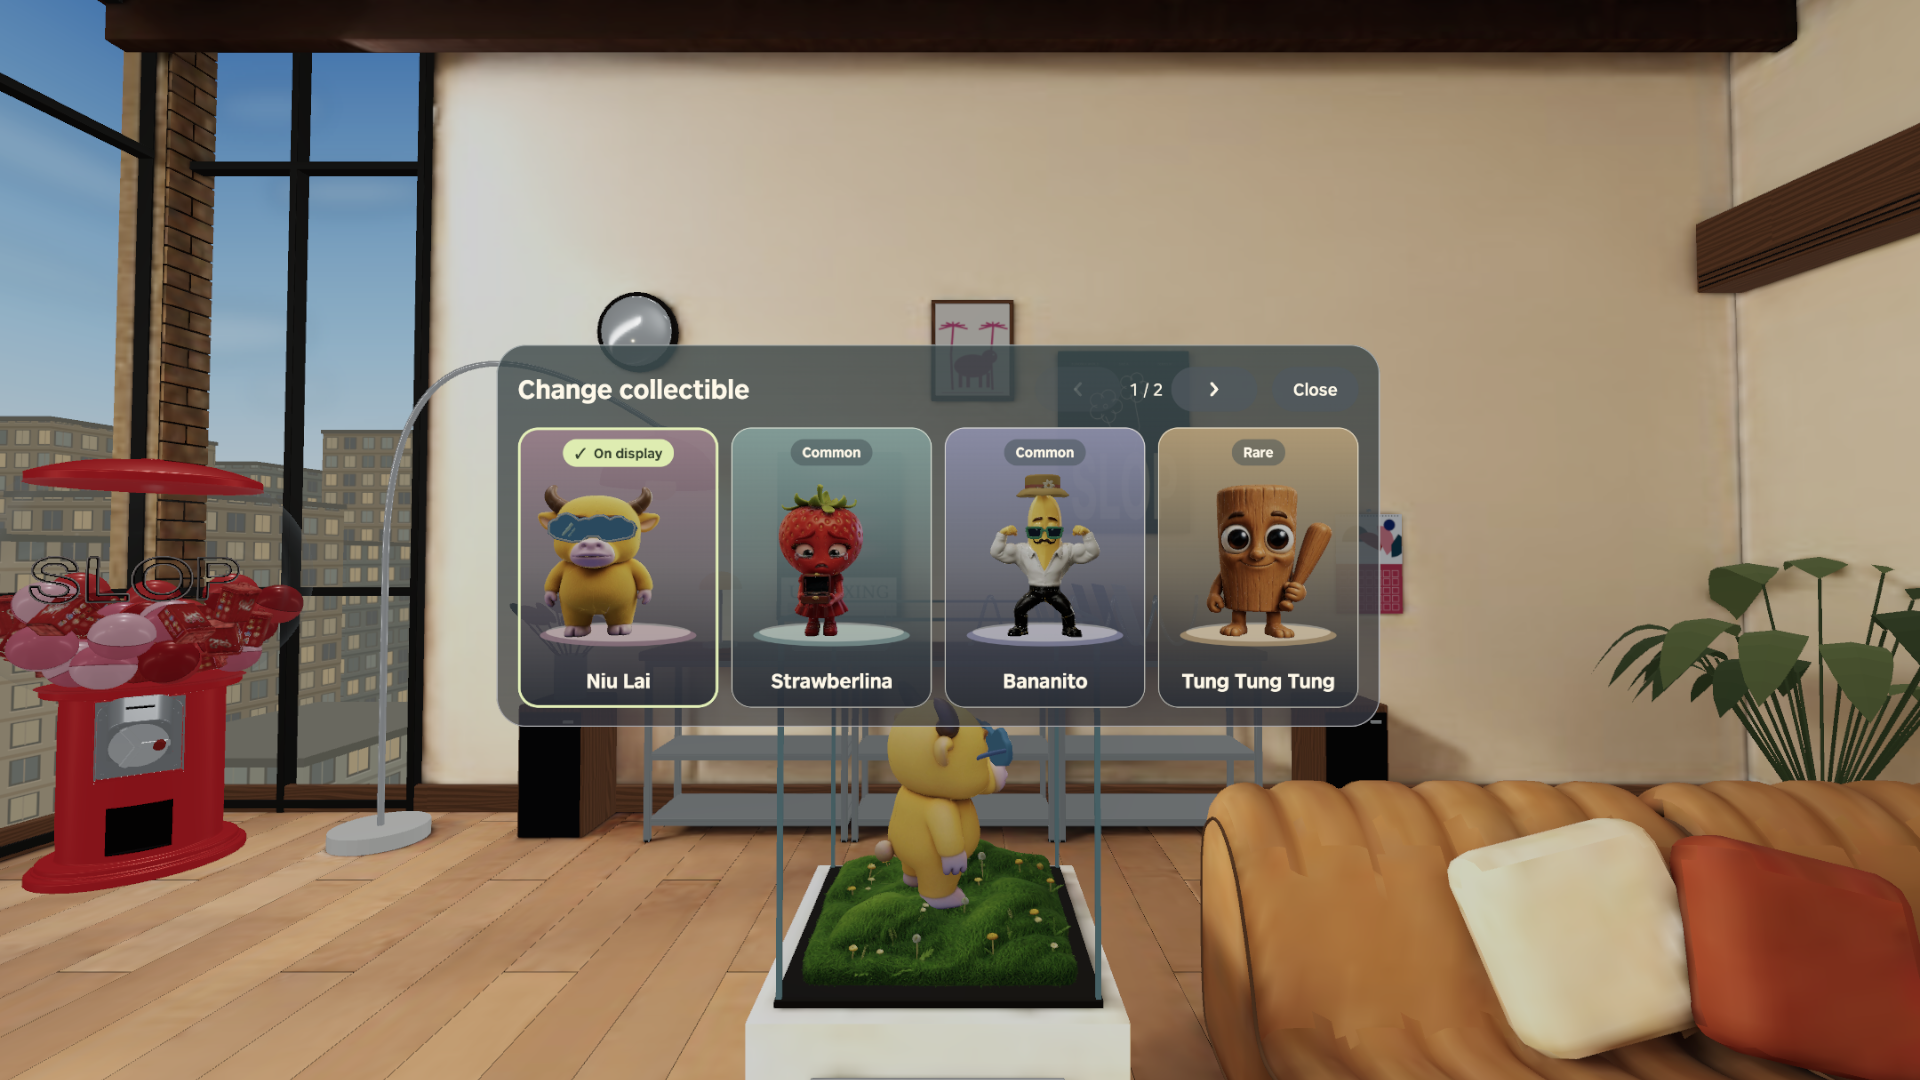 Change collectible
1 / 2
Close
✓ On display
Common
Common
Rare
Niu Lai
Strawberlina
Bananito
Tung Tung Tung
SLOP